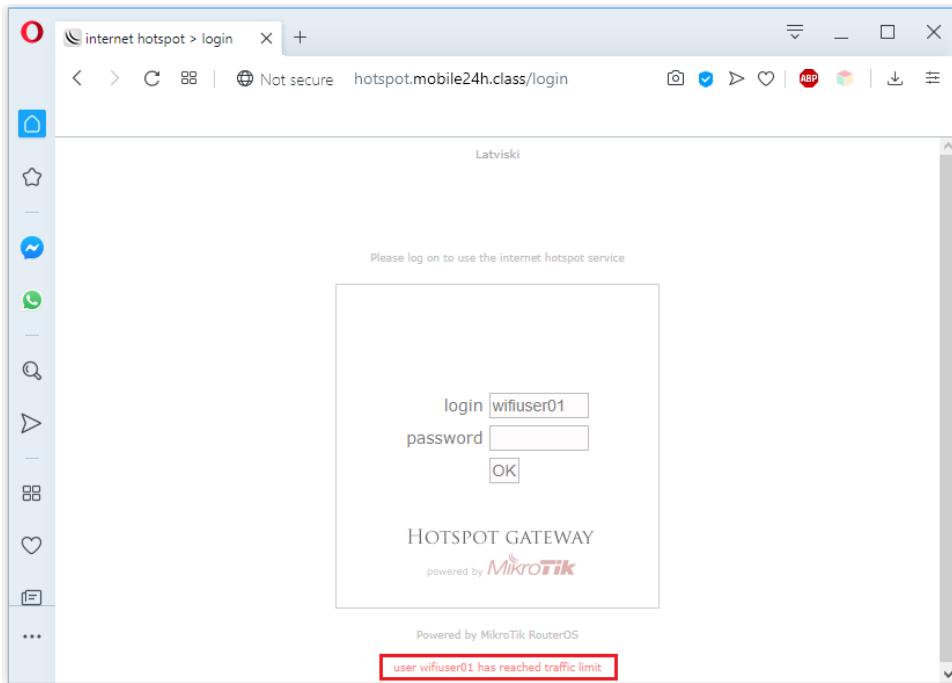 internet hotspot > login
Not secure hotspot.mobile24h.class/login
ABP
Latviski
Please log on to use the internet hotspot service
login wifiuser01
password
OK
HOTSPOT GATEWAY
powered by MikroTik
Powered by MikroTik RouterOS
user wifiuser01 has reached traffic limit